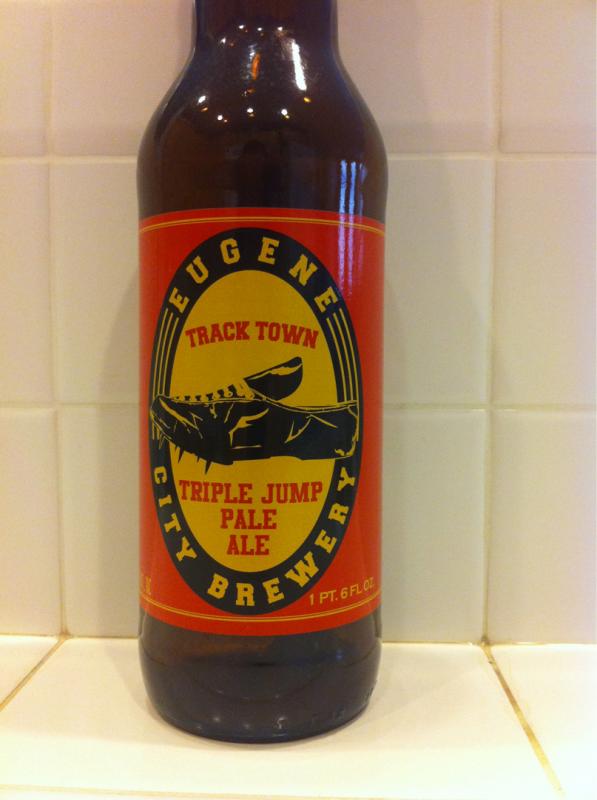 EUGENE
TRACK TOWN
TRIPLE JUMP
PALE
ALE
CITY BREWERY
1 PT. 6 FL OZ.